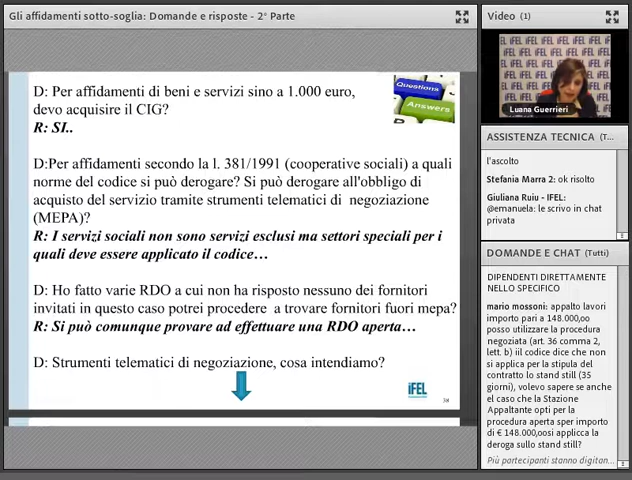 Gli affidamenti sotto-soglia: Domande e risposte - 2° Parte
D: Per affidamenti di beni e servizi sino a 1.000 euro,
devo acquisire il CIG?
R: SI..
Questions
Answers
D:Per affidamenti secondo la l. 381/1991 (cooperative sociali) a quali
norme del codice si può derogare? Si può derogare all'obbligo di
acquisto del servizio tramite strumenti telematici di negoziazione
(MEPA)?
R: I servizi sociali non sono servizi esclusi ma settori speciali per i
quali deve essere applicato il codice…
D: Ho fatto varie RDO a cui non ha risposto nessuno dei fornitori
invitati in questo caso potrei procedere a trovare fornitori fuori mepa?
R: Si può comunque provare ad effettuare una RDO aperta…
D: Strumenti telematici di negoziazione, cosa intendiamo?
iFEL
Video (1)
Luana Guerrieri
ASSISTENZA TECNICA (T...
l'ascolto
Stefania Marra 2: ok risolto
Giuliana Ruiu - IFEL:
@emanuela: le scrivo in chat
privata
DOMANDE E CHAT (Tutti)
DIPENDENTI DIRETTAMENTE
NELLO SPECIFICO
mario mossoni: appalto lavori
importo pari a 148.000,oo
posso utilizzare la procedura
negoziata (art. 36 comma 2,
lett. b) iil codice dice che non
si applica per la stipula del
contratto lo stand still (35
giorni), volevo sapere se anche
el caso che la Stazione
Appaltante opti per la
procedura aperta sper importo
di € 148.000,oosi applicca la
deroga sullo stand still?
Più partecipanti stanno digitan...